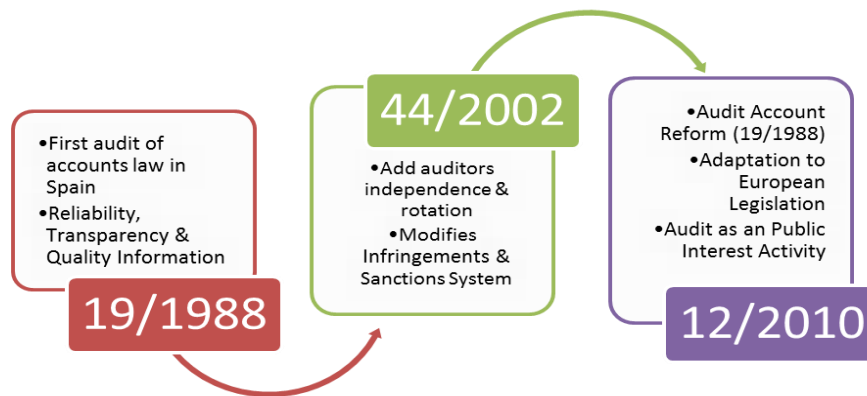 •First audit of
accounts law in
Spain
•Reliability,
Transparency &
Quality Information
19/1988
44/2002
•Add auditors
independence &
rotation
•Modifies
Infringements &
Sanctions System
•Audit Account
Reform (19/1988)
•Adaptation to
European
Legislation
•Audit as an Public
Interest Activity
12/2010